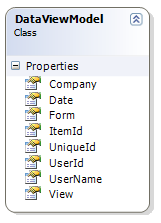 DataViewModel
Class
Properties
Company
Date
Form
ItemId
UniqueId
UserId
UserName
View